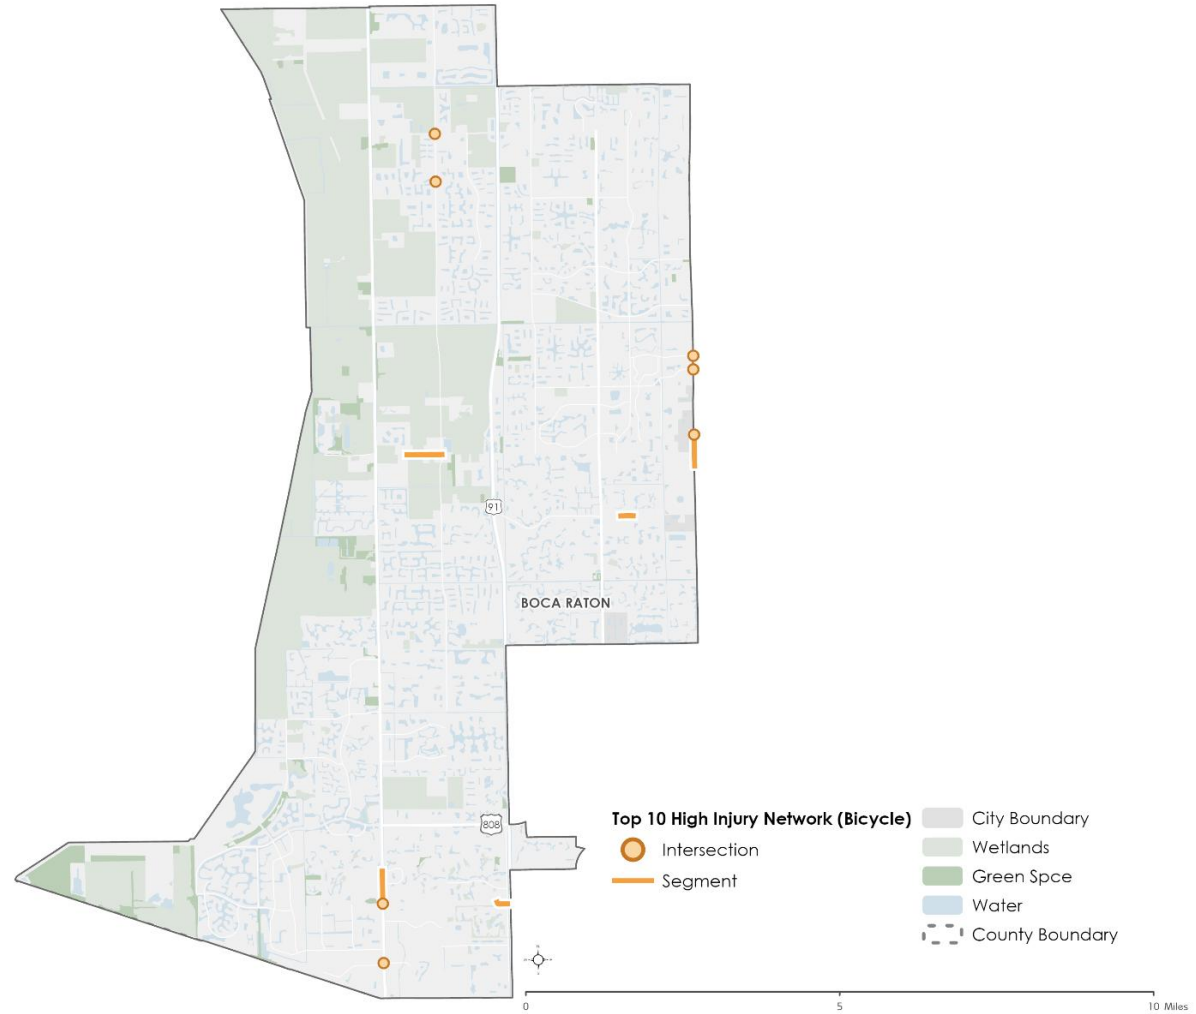 91
BOCA RATON
808
Top 10 High Injury Network (Bicycle)
Intersection
Segment
City Boundary
Wetlands
Green Spce
Water
County Boundary
0 5 10 Miles